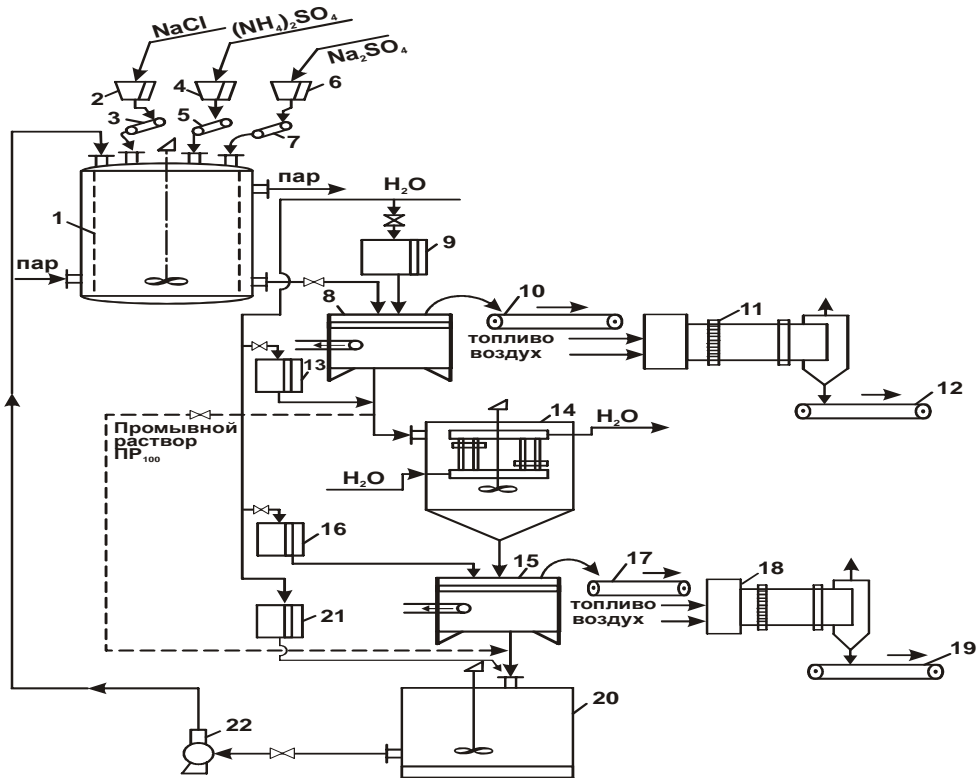 NaCl
(NH₄)₂SO₄
Na₂SO₄
2
4
6
3
5
7
пар
H₂O
1
9
пар
8
10
11
топливо
воздух
13
12
14
H₂O
Промывной
раствор
ПР₁₀₀
H₂O
16
15
17
18
топливо
воздух
21
19
20
22